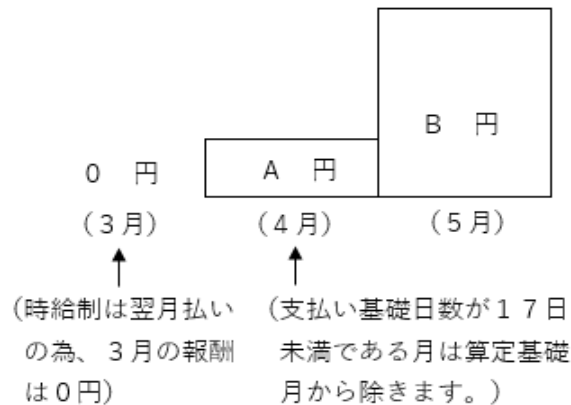 B 円
0 円
A 円
(3月)
(4月)
(5月)
(時給制は翌月払い
の為、3月の報酬
は0円)
(支払い基礎日数が17日
未満である月は算定基礎
月から除きます。)